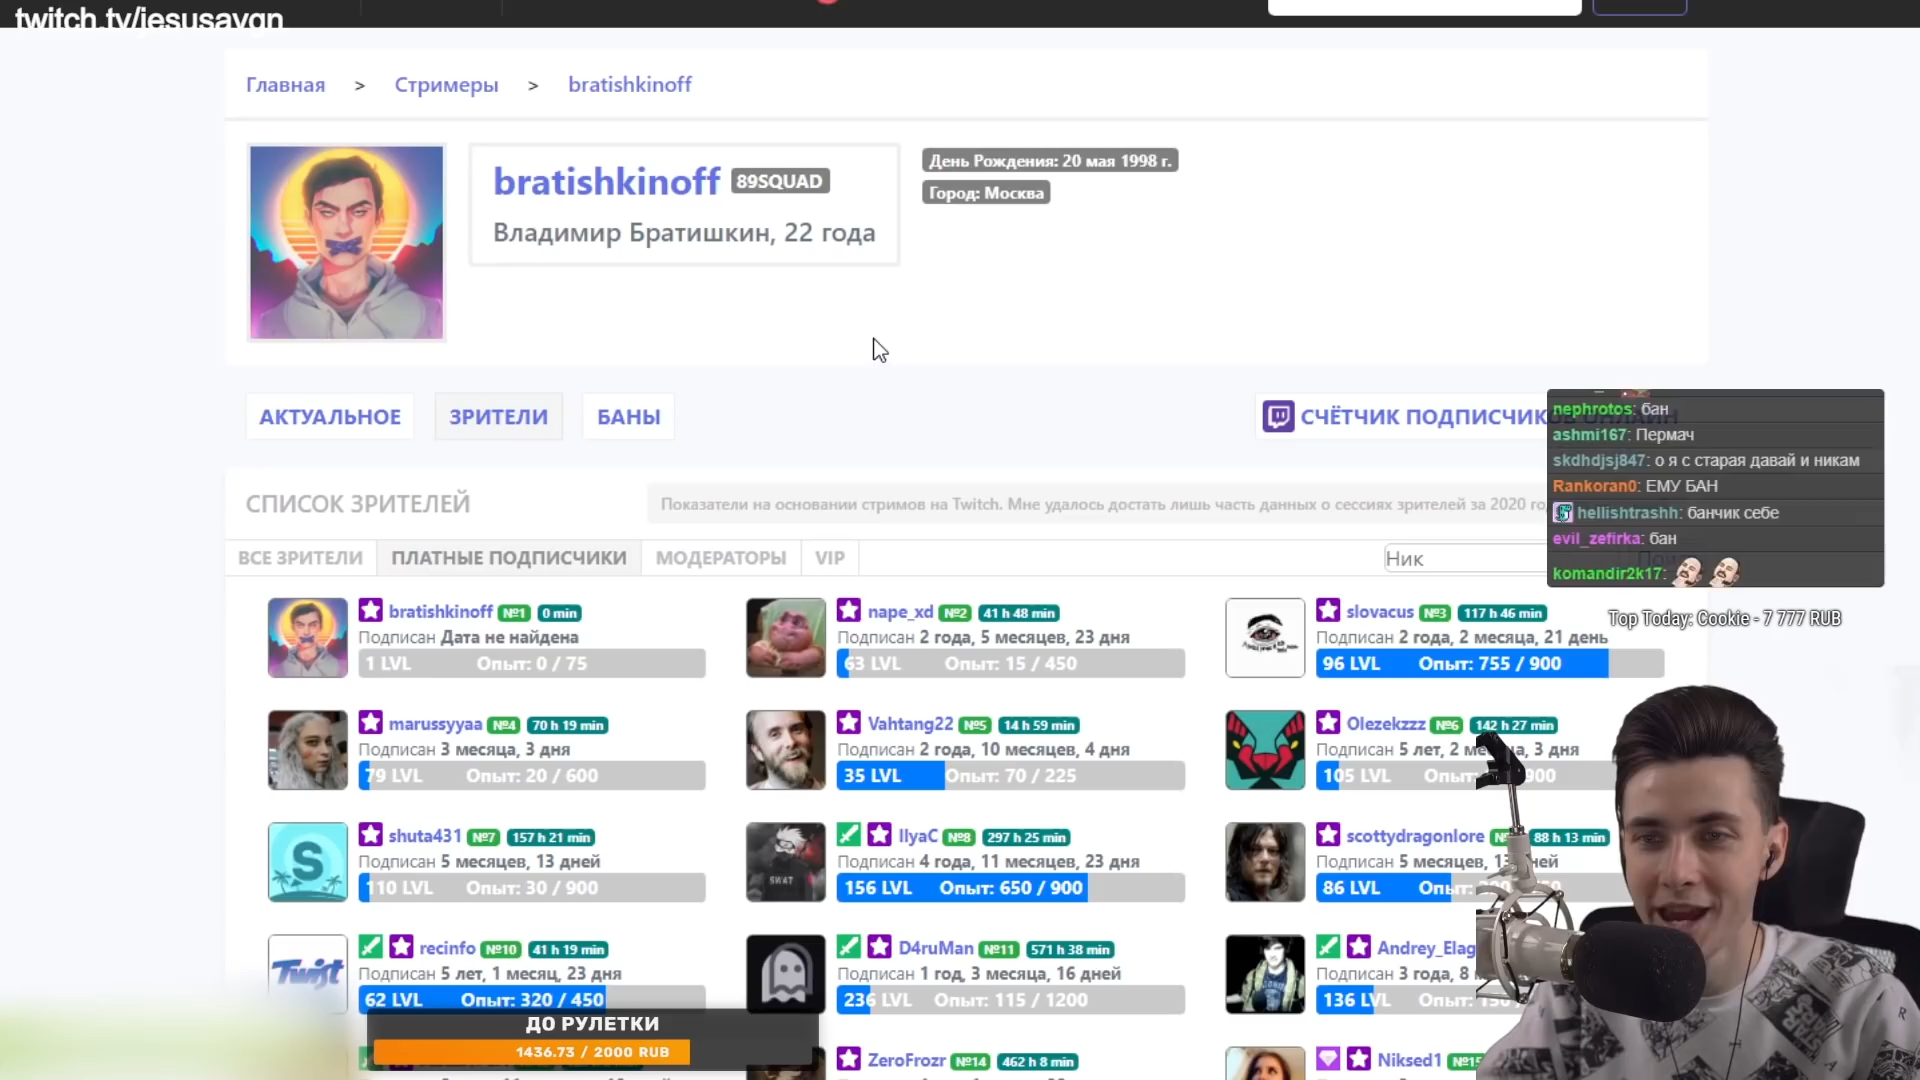 twitch.tv/jesusavgn
Главная > Стримеры > bratishkinoff
bratishkinoff 89SQUAD
Владимир Братишкин, 22 года
День Рождения: 20 мая 1998 г.
Город: Москва
АКТУАЛЬНОЕ ЗРИТЕЛИ БАНЫ
СЧЁТЧИК ПОДПИСЧИКОВ ОНЛАЙН
nephrotos: бан
ashmi167: Пермач
skdhdjsj847: о я с старая давай и никам
Rankoran0: ЕМУ БАН
hellishtrashh: банчик себе
evil_zefirka: бан
komandir2k17:
Top Today: Cookie - 7 777 RUB
СПИСОК ЗРИТЕЛЕЙ
Показатели на основании стримов на Twitch. Мне удалось достать лишь часть данных о сессиях зрителей за 2020 го
ВСЕ ЗРИТЕЛИ ПЛАТНЫЕ ПОДПИСЧИКИ МОДЕРАТОРЫ VIP
Ник
bratishkinoff №1 0 min
Подписан Дата не найдена
1 LVL Опыт: 0 / 75
nape_xd №2 41 h 48 min
Подписан 2 года, 5 месяцев, 23 дня
63 LVL Опыт: 15 / 450
slovacus №3 117 h 46 min
Подписан 2 года, 2 месяца, 21 день
96 LVL Опыт: 755 / 900
marussyyaa №4 70 h 19 min
Подписан 3 месяца, 3 дня
79 LVL Опыт: 20 / 600
Vahtang22 №5 14 h 59 min
Подписан 2 года, 10 месяцев, 4 дня
35 LVL Опыт: 70 / 225
Olezekzzz №6 142 h 27 min
Подписан 5 лет, 2 месяца, 3 дня
105 LVL 900
shuta431 №7 157 h 21 min
Подписан 5 месяцев, 13 дней
110 LVL Опыт: 30 / 900
SWAT
IlyaC №8 297 h 25 min
Подписан 4 года, 11 месяцев, 23 дня
156 LVL Опыт: 650 / 900
scottydragonlore 88 h 13 min
Подписан 5 месяцев, 13 дней
86 LVL
Twist
recinfo №10 41 h 19 min
Подписан 5 лет, 1 месяц, 23 дня
62 LVL Опыт: 320 / 450
D4ruMan №11 571 h 38 min
Подписан 1 год, 3 месяца, 16 дней
236 LVL Опыт: 115 / 1200
Andrey_Elag
Подписан 3 года, 8
136 LVL
ДО РУЛЕТКИ
1436.73 / 2000 RUB
ZeroFrozr №14 462 h 8 min
Niksed1 №15